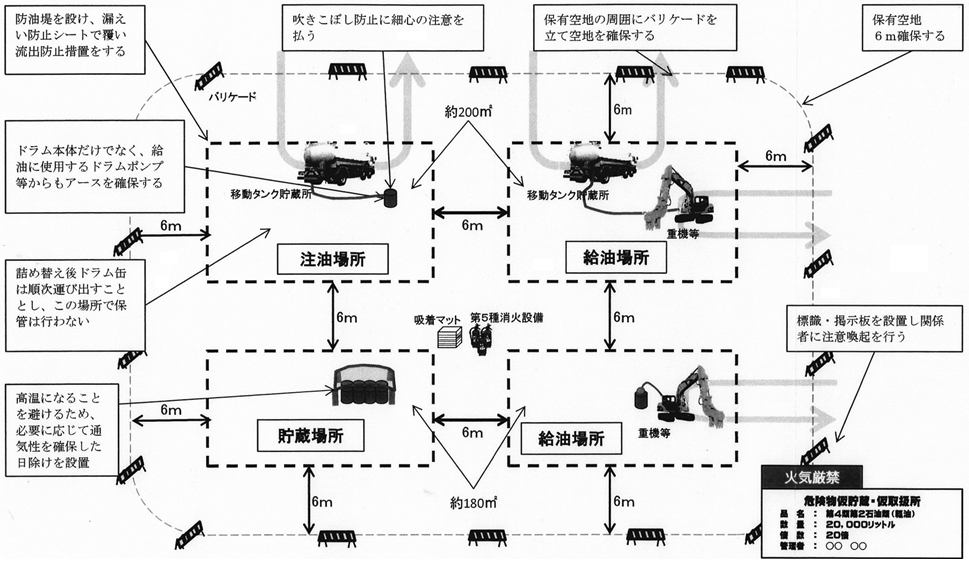 防油堤を設け、漏え
い防止シートで覆い
流出防止措置をする
吹きこぼし防止に細心の注意を
払う
保有空地の周囲にバリケードを
立て空地を確保する
保有空地
６ｍ確保する
バリケード
6m
約200㎡
ドラム本体だけでなく、給
油に使用するドラムポンプ
等からもアースを確保する
移動タンク貯蔵所
移動タンク貯蔵所
6m
6m
6m
重機等
注油場所
給油場所
詰め替え後ドラム缶
は順次運び出すこと
とし、この場所で保
管は行わない
6m
吸着マット
第5種消火設備
6m
標識・掲示板を設置し関係
者に注意喚起を行う
高温になること
を避けるため、
必要に応じて通
気性を確保した
日除けを設置
6m
貯蔵場所
6m
給油場所
重機等
6m
約180㎡
6m
火気厳禁
危険物仮貯蔵・仮取扱所
品　名　：　第４類第２石油類（軽油）
数　量　：　２０，０００リットル
倍　数　：　２０倍
管理者　：　○○　○○